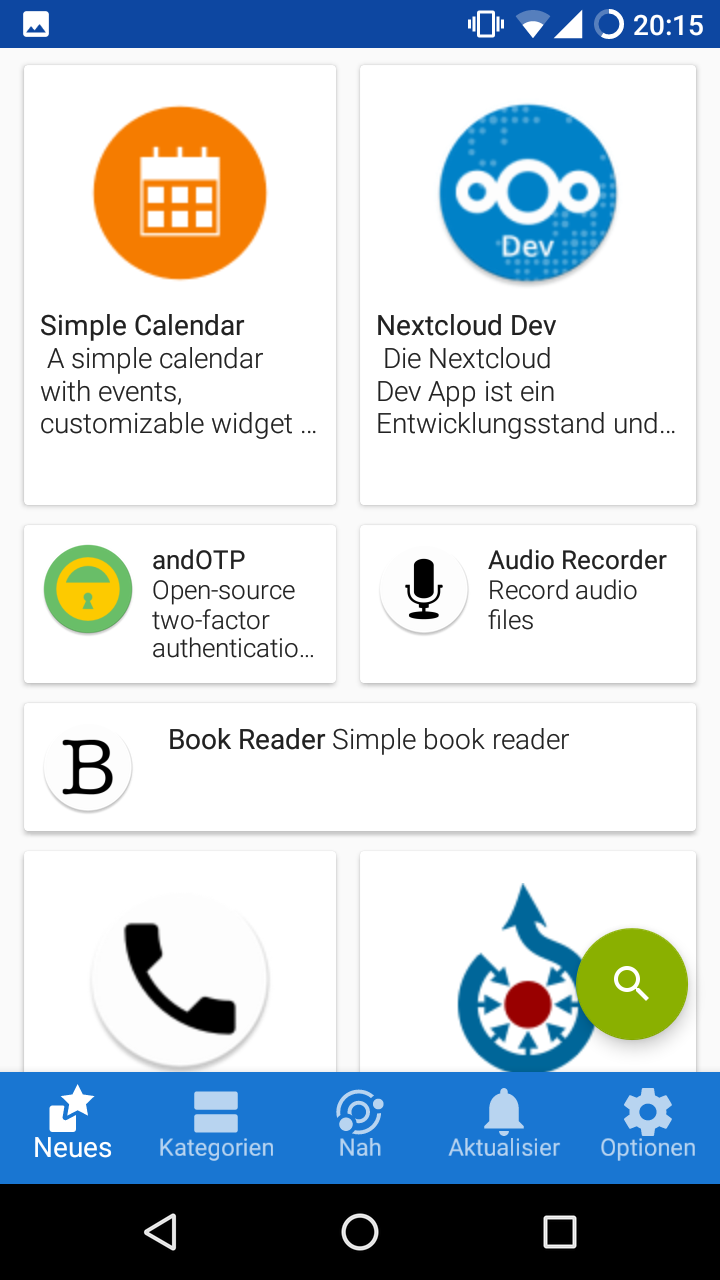 20:15
Dev
Simple Calendar
A simple calendar
with events,
customizable widget …
Nextcloud Dev
Die Nextcloud
Dev App ist ein
Entwicklungsstand und…
andOTP
Open-source
two-factor
authenticatio…
Audio Recorder
Record audio
files
B
Book Reader Simple book reader
Neues
Kategorien
Nah
Aktualisier
Optionen